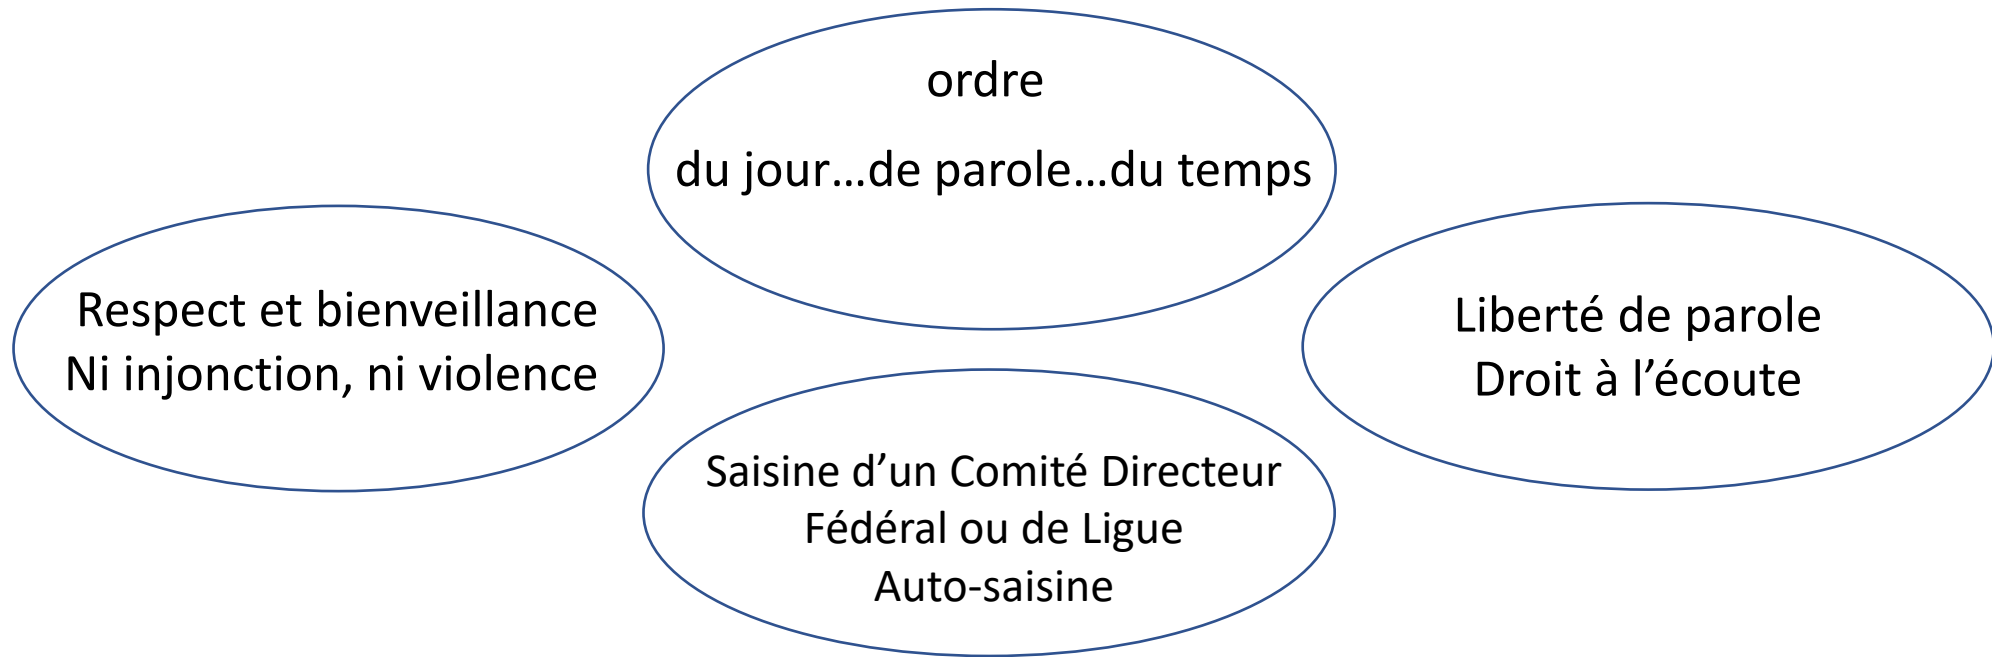 ordre
du jour…de parole…du temps
Respect et bienveillance
Ni injonction, ni violence
Liberté de parole
Droit à l’écoute
Saisine d’un Comité Directeur
Fédéral ou de Ligue
Auto-saisine